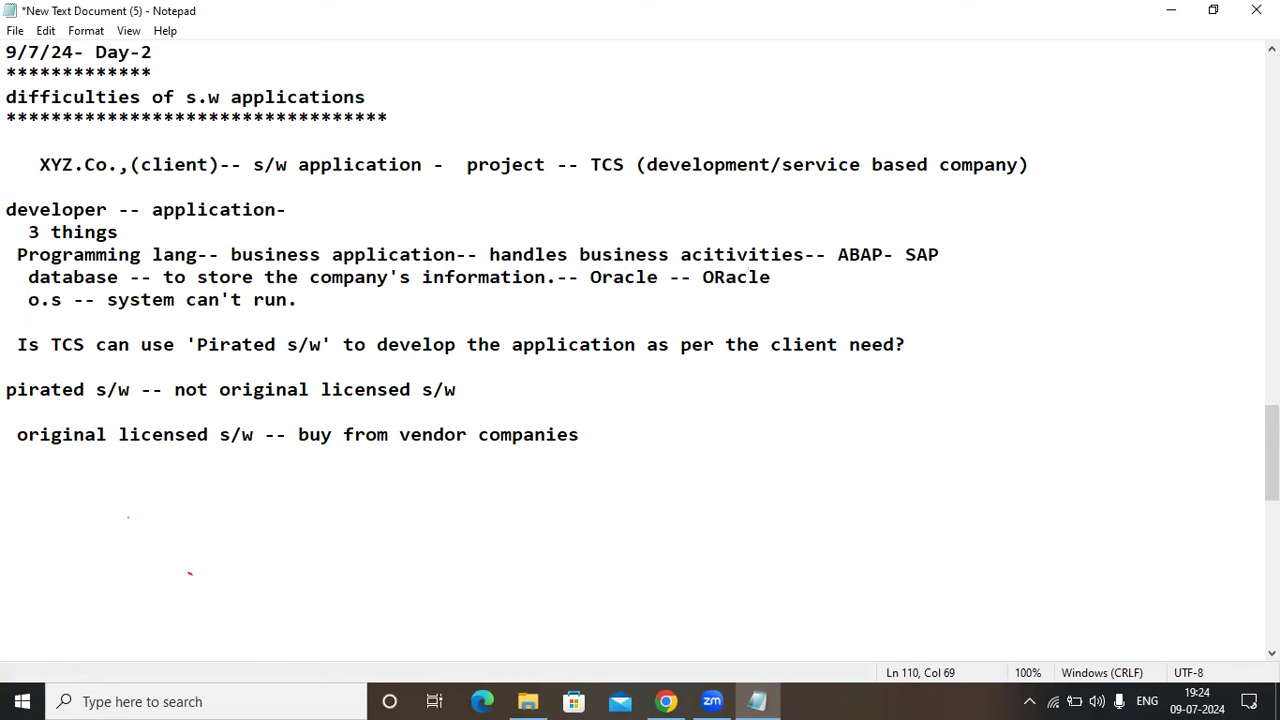 *New Text Document (5) - Notepad
File Edit Format View Help
9/7/24- Day-2
*************
difficulties of s.w applications
**********************************
XYZ.Co.,(client)-- s/w application - project -- TCS (development/service based company)
developer -- application-
3 things
Programming lang-- business application-- handles business acitivities-- ABAP- SAP
database -- to store the company's information.-- Oracle -- ORacle
o.s -- system can't run.
Is TCS can use 'Pirated s/w' to develop the application as per the client need?
pirated s/w -- not original licensed s/w
original licensed s/w -- buy from vendor companies
Ln 110, Col 69 100% Windows (CRLF) UTF-8
Type here to search
zm
ENG
19:24
09-07-2024